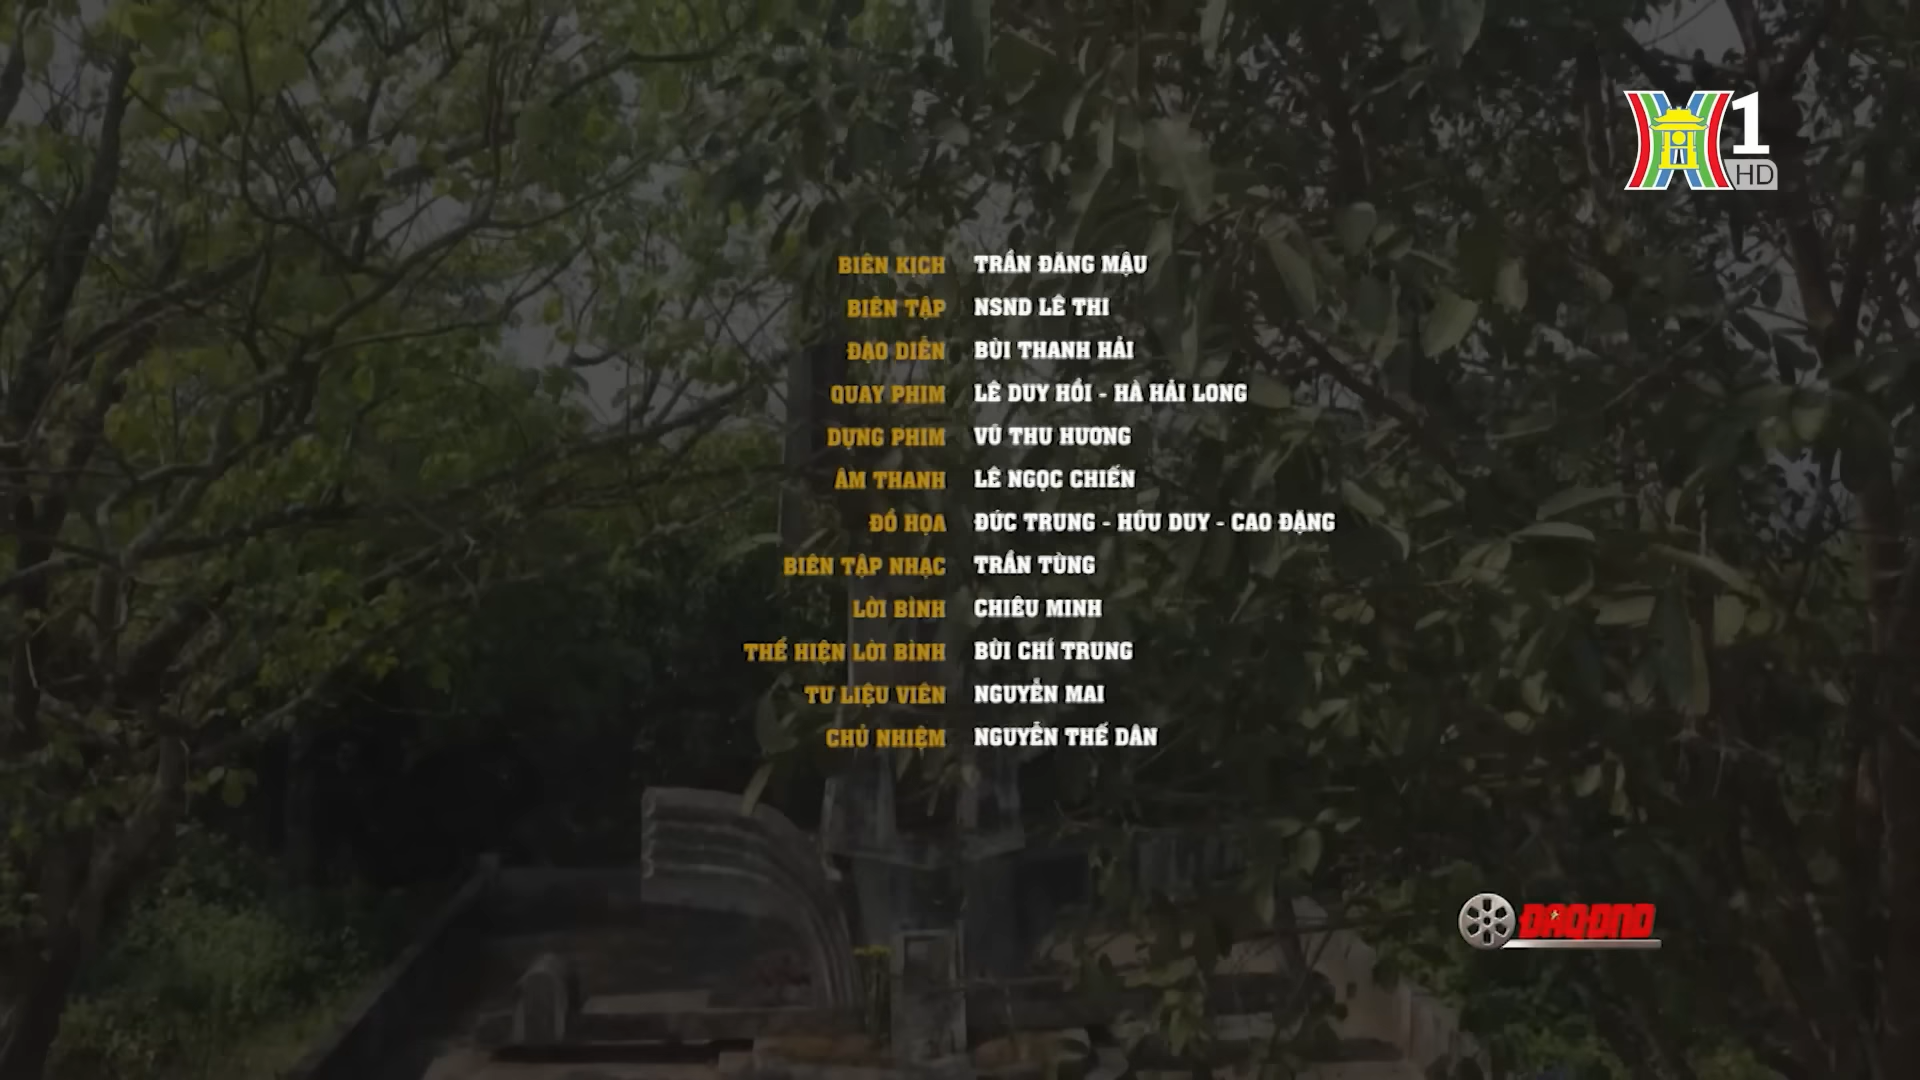 1
HD
BIÊN KỊCH TRẦN ĐĂNG MẬU
BIÊN TẬP NSND LÊ THI
ĐẠO DIỄN BÙI THANH HẢI
QUAY PHIM LÊ DUY HỒI - HÀ HẢI LONG
DỰNG PHIM VŨ THU HƯƠNG
ÂM THANH LÊ NGỌC CHIẾN
ĐỒ HỌA ĐỨC TRUNG - HỮU DUY - CAO ĐẶNG
BIÊN TẬP NHẠC TRẦN TÙNG
LỜI BÌNH CHIÊU MINH
THỂ HIỆN LỜI BÌNH BÙI CHÍ TRUNG
TƯ LIỆU VIÊN NGUYỄN MAI
CHỦ NHIỆM NGUYỄN THẾ DÂN
ĐAQĐND